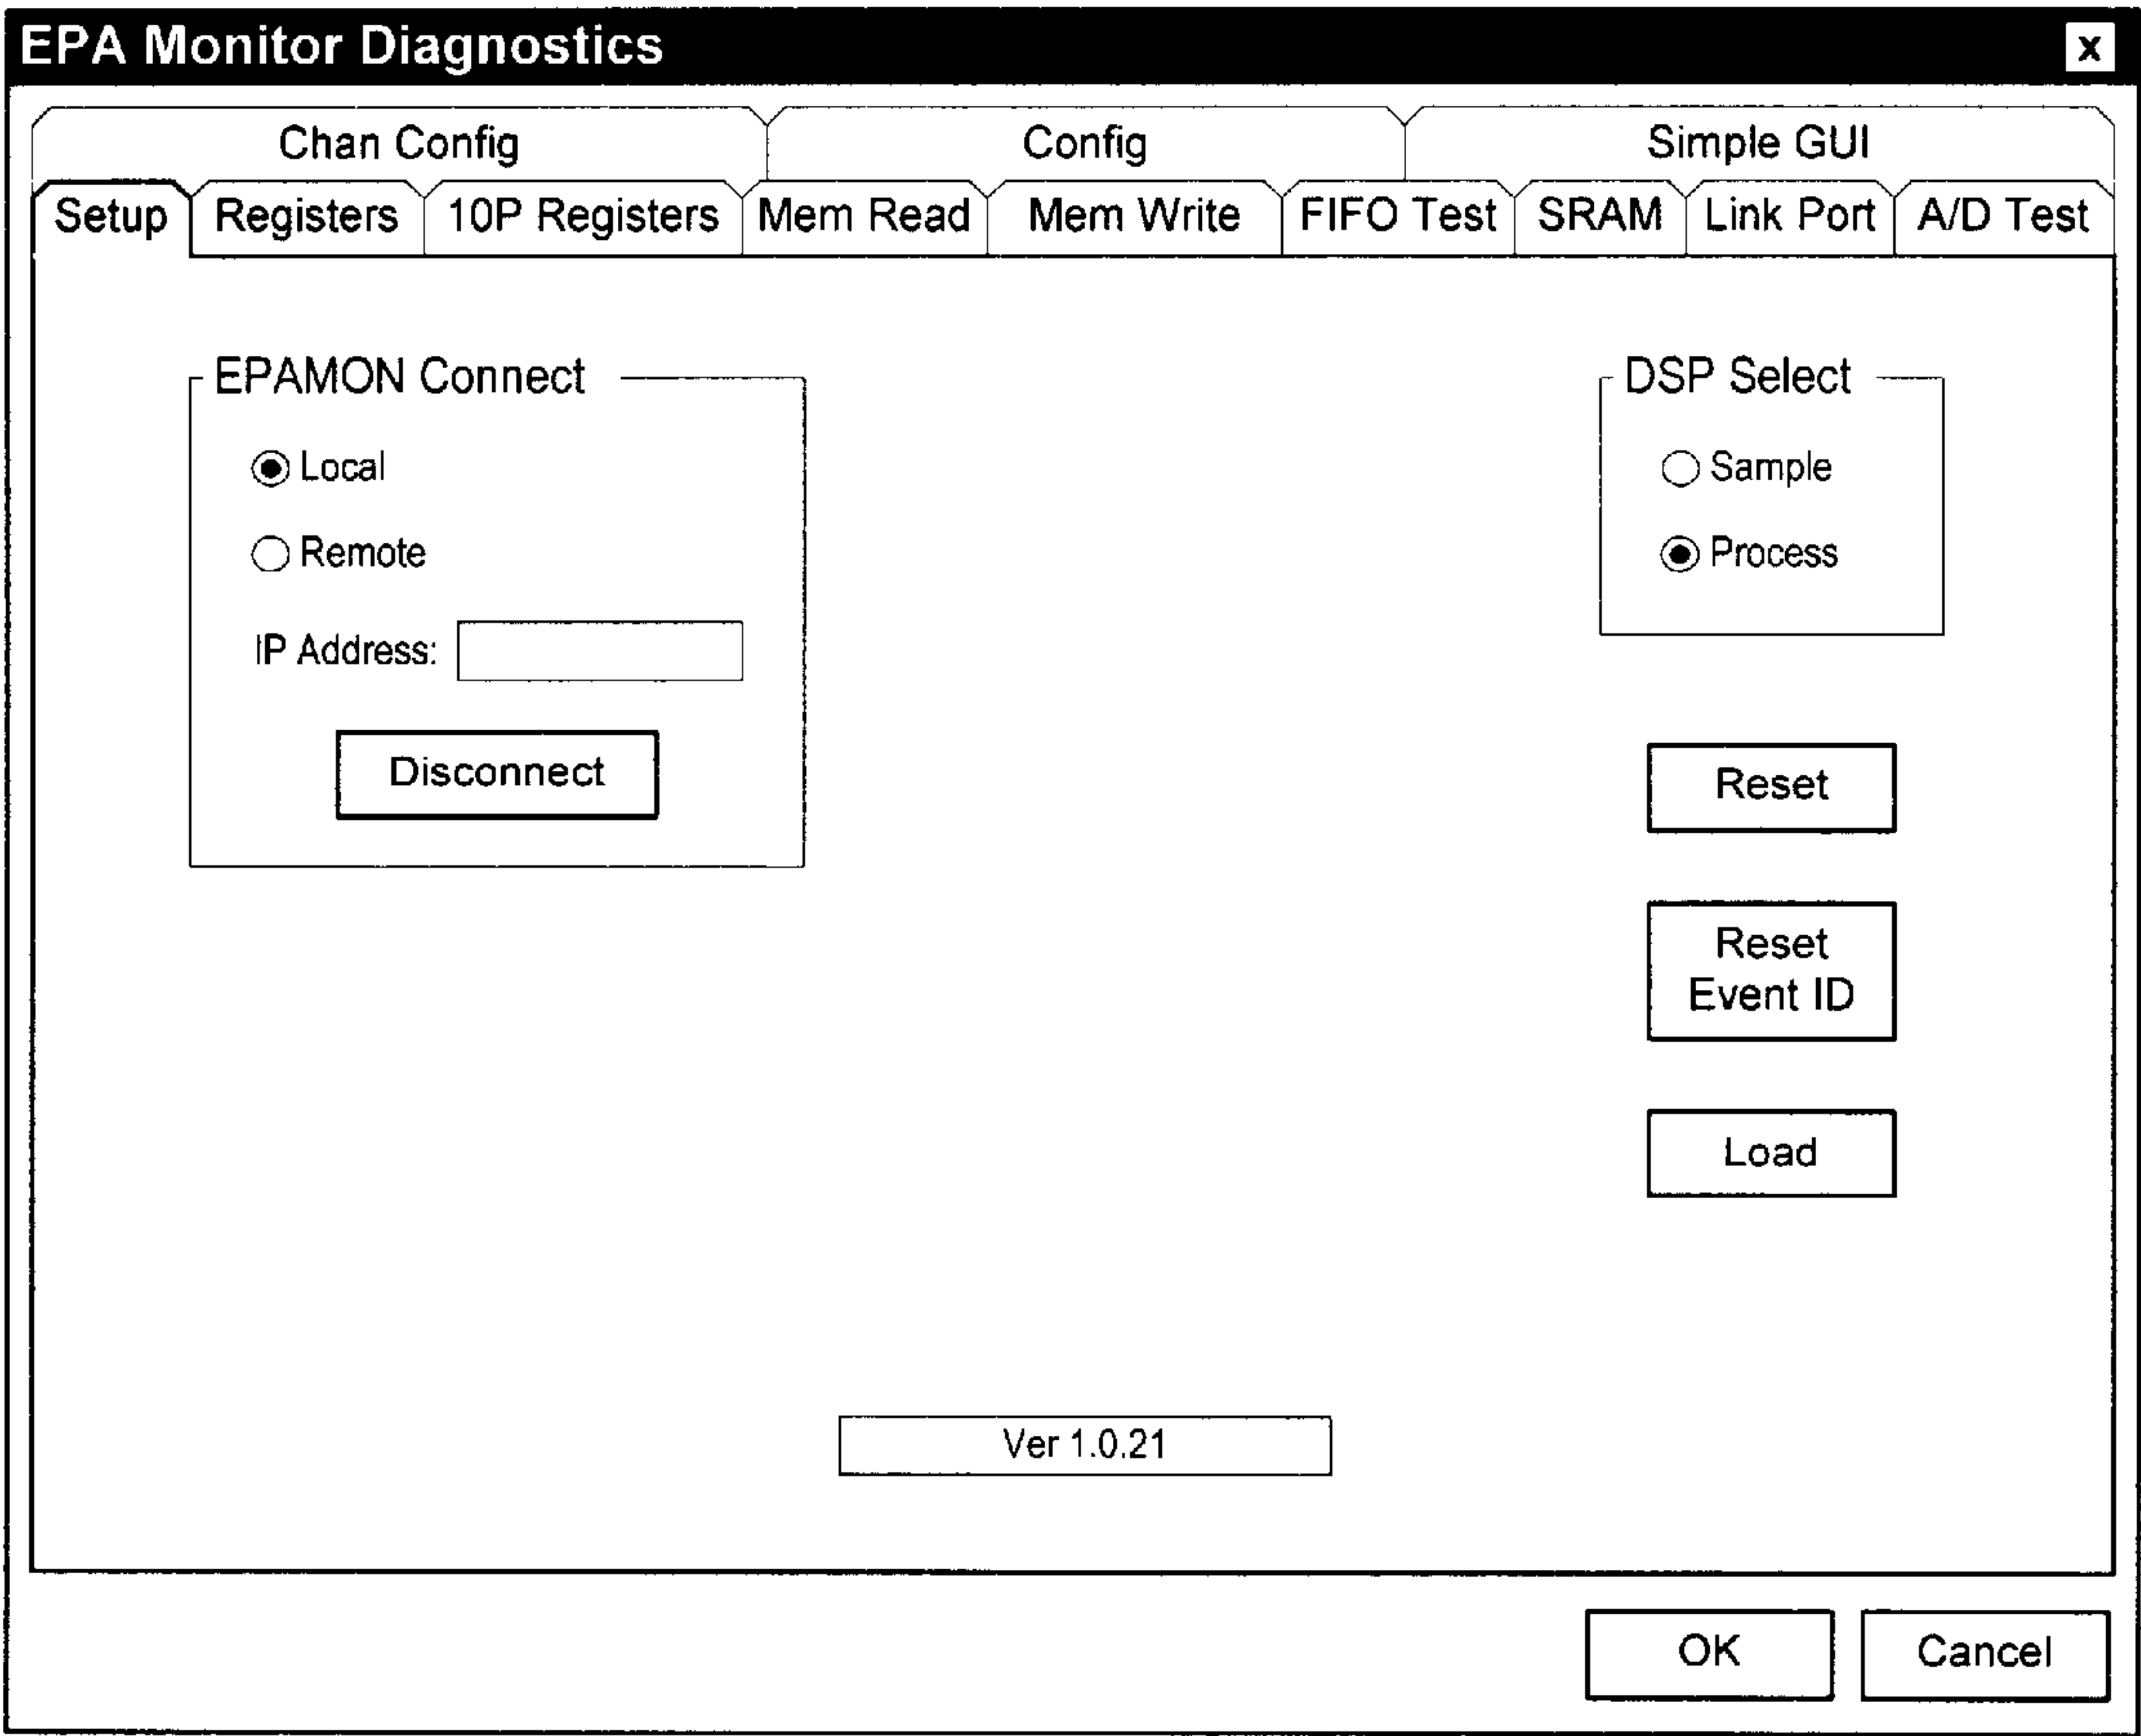 EPA Monitor Diagnostics
x
Chan Config Config Simple GUI
Setup Registers 10P Registers Mem Read Mem Write FIFO Test SRAM Link Port A/D Test
EPAMON Connect
Local
Remote
IP Address:
Disconnect
DSP Select
Sample
Process
Reset
Reset
Event ID
Load
Ver 1.0.21
OK Cancel